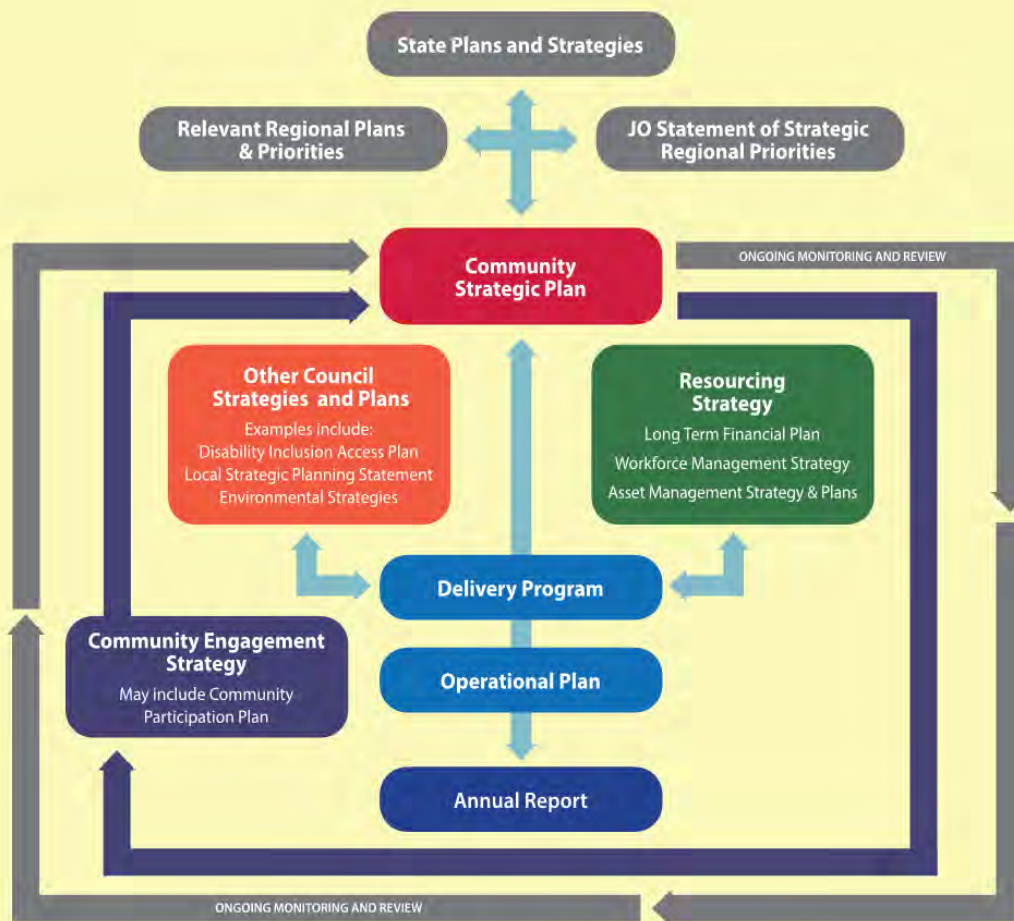 State Plans and Strategies
Relevant Regional Plans
& Priorities
JO Statement of Strategic
Regional Priorities
Community
Strategic Plan
ONGOING MONITORING AND REVIEW
Other Council
Strategies and Plans
Examples include:
Disability Inclusion Access Plan
Local Strategic Planning Statement
Environmental Strategies
Resourcing
Strategy
Long Term Financial Plan
Workforce Management Strategy
Asset Management Strategy & Plans
Delivery Program
Community Engagement
Strategy
May include Community
Participation Plan
Operational Plan
Annual Report
ONGOING MONITORING AND REVIEW